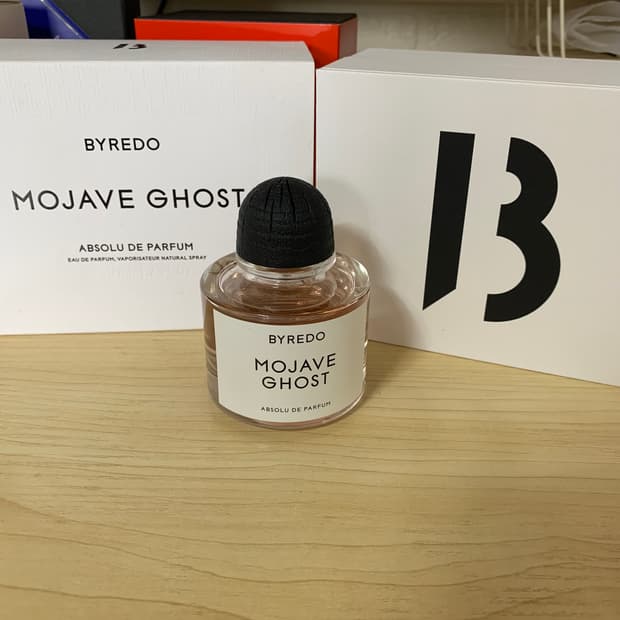 BYREDO
MOJAVE GHOST
ABSOLU DE PARFUM
EAU DE PARFUM, VAPORISATEUR NATURAL SPRAY
B
B
BYREDO
MOJAVE
GHOST
ABSOLU DE PARFUM